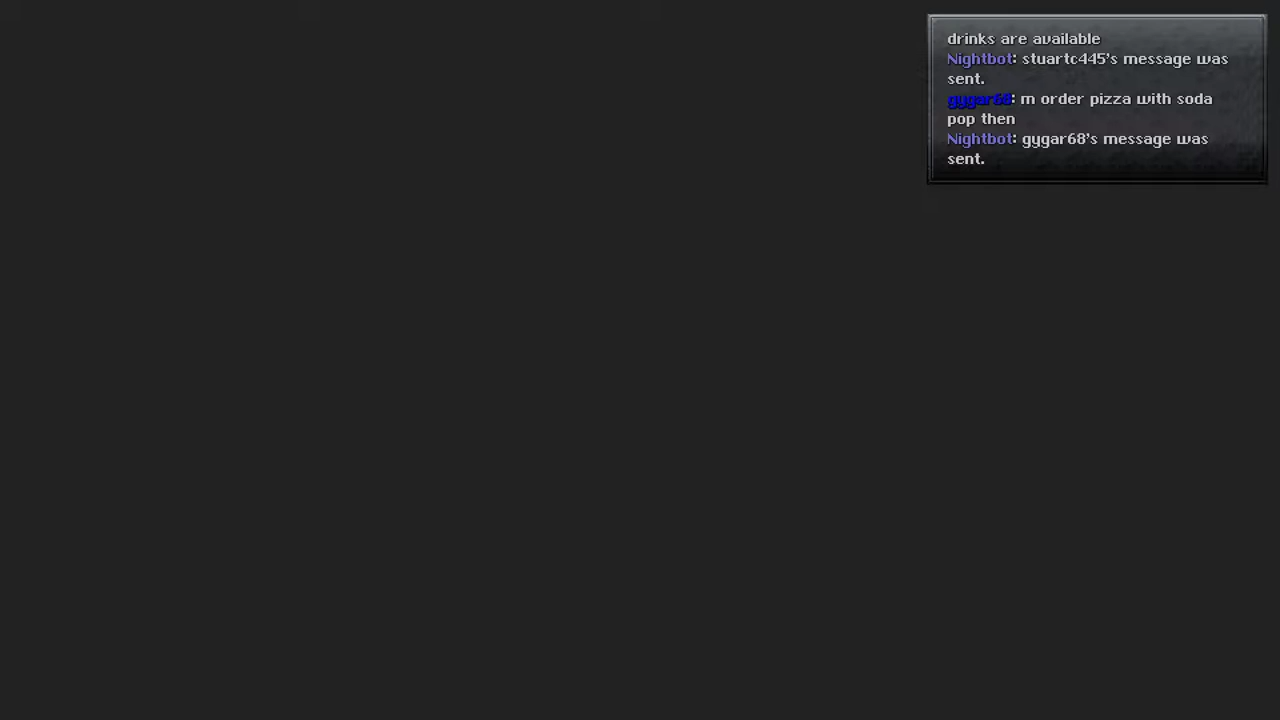 drinks are available
Nightbot: stuartc445's message was
sent.
gygar68: m order pizza with soda
pop then
Nightbot: gygar68's message was
sent.